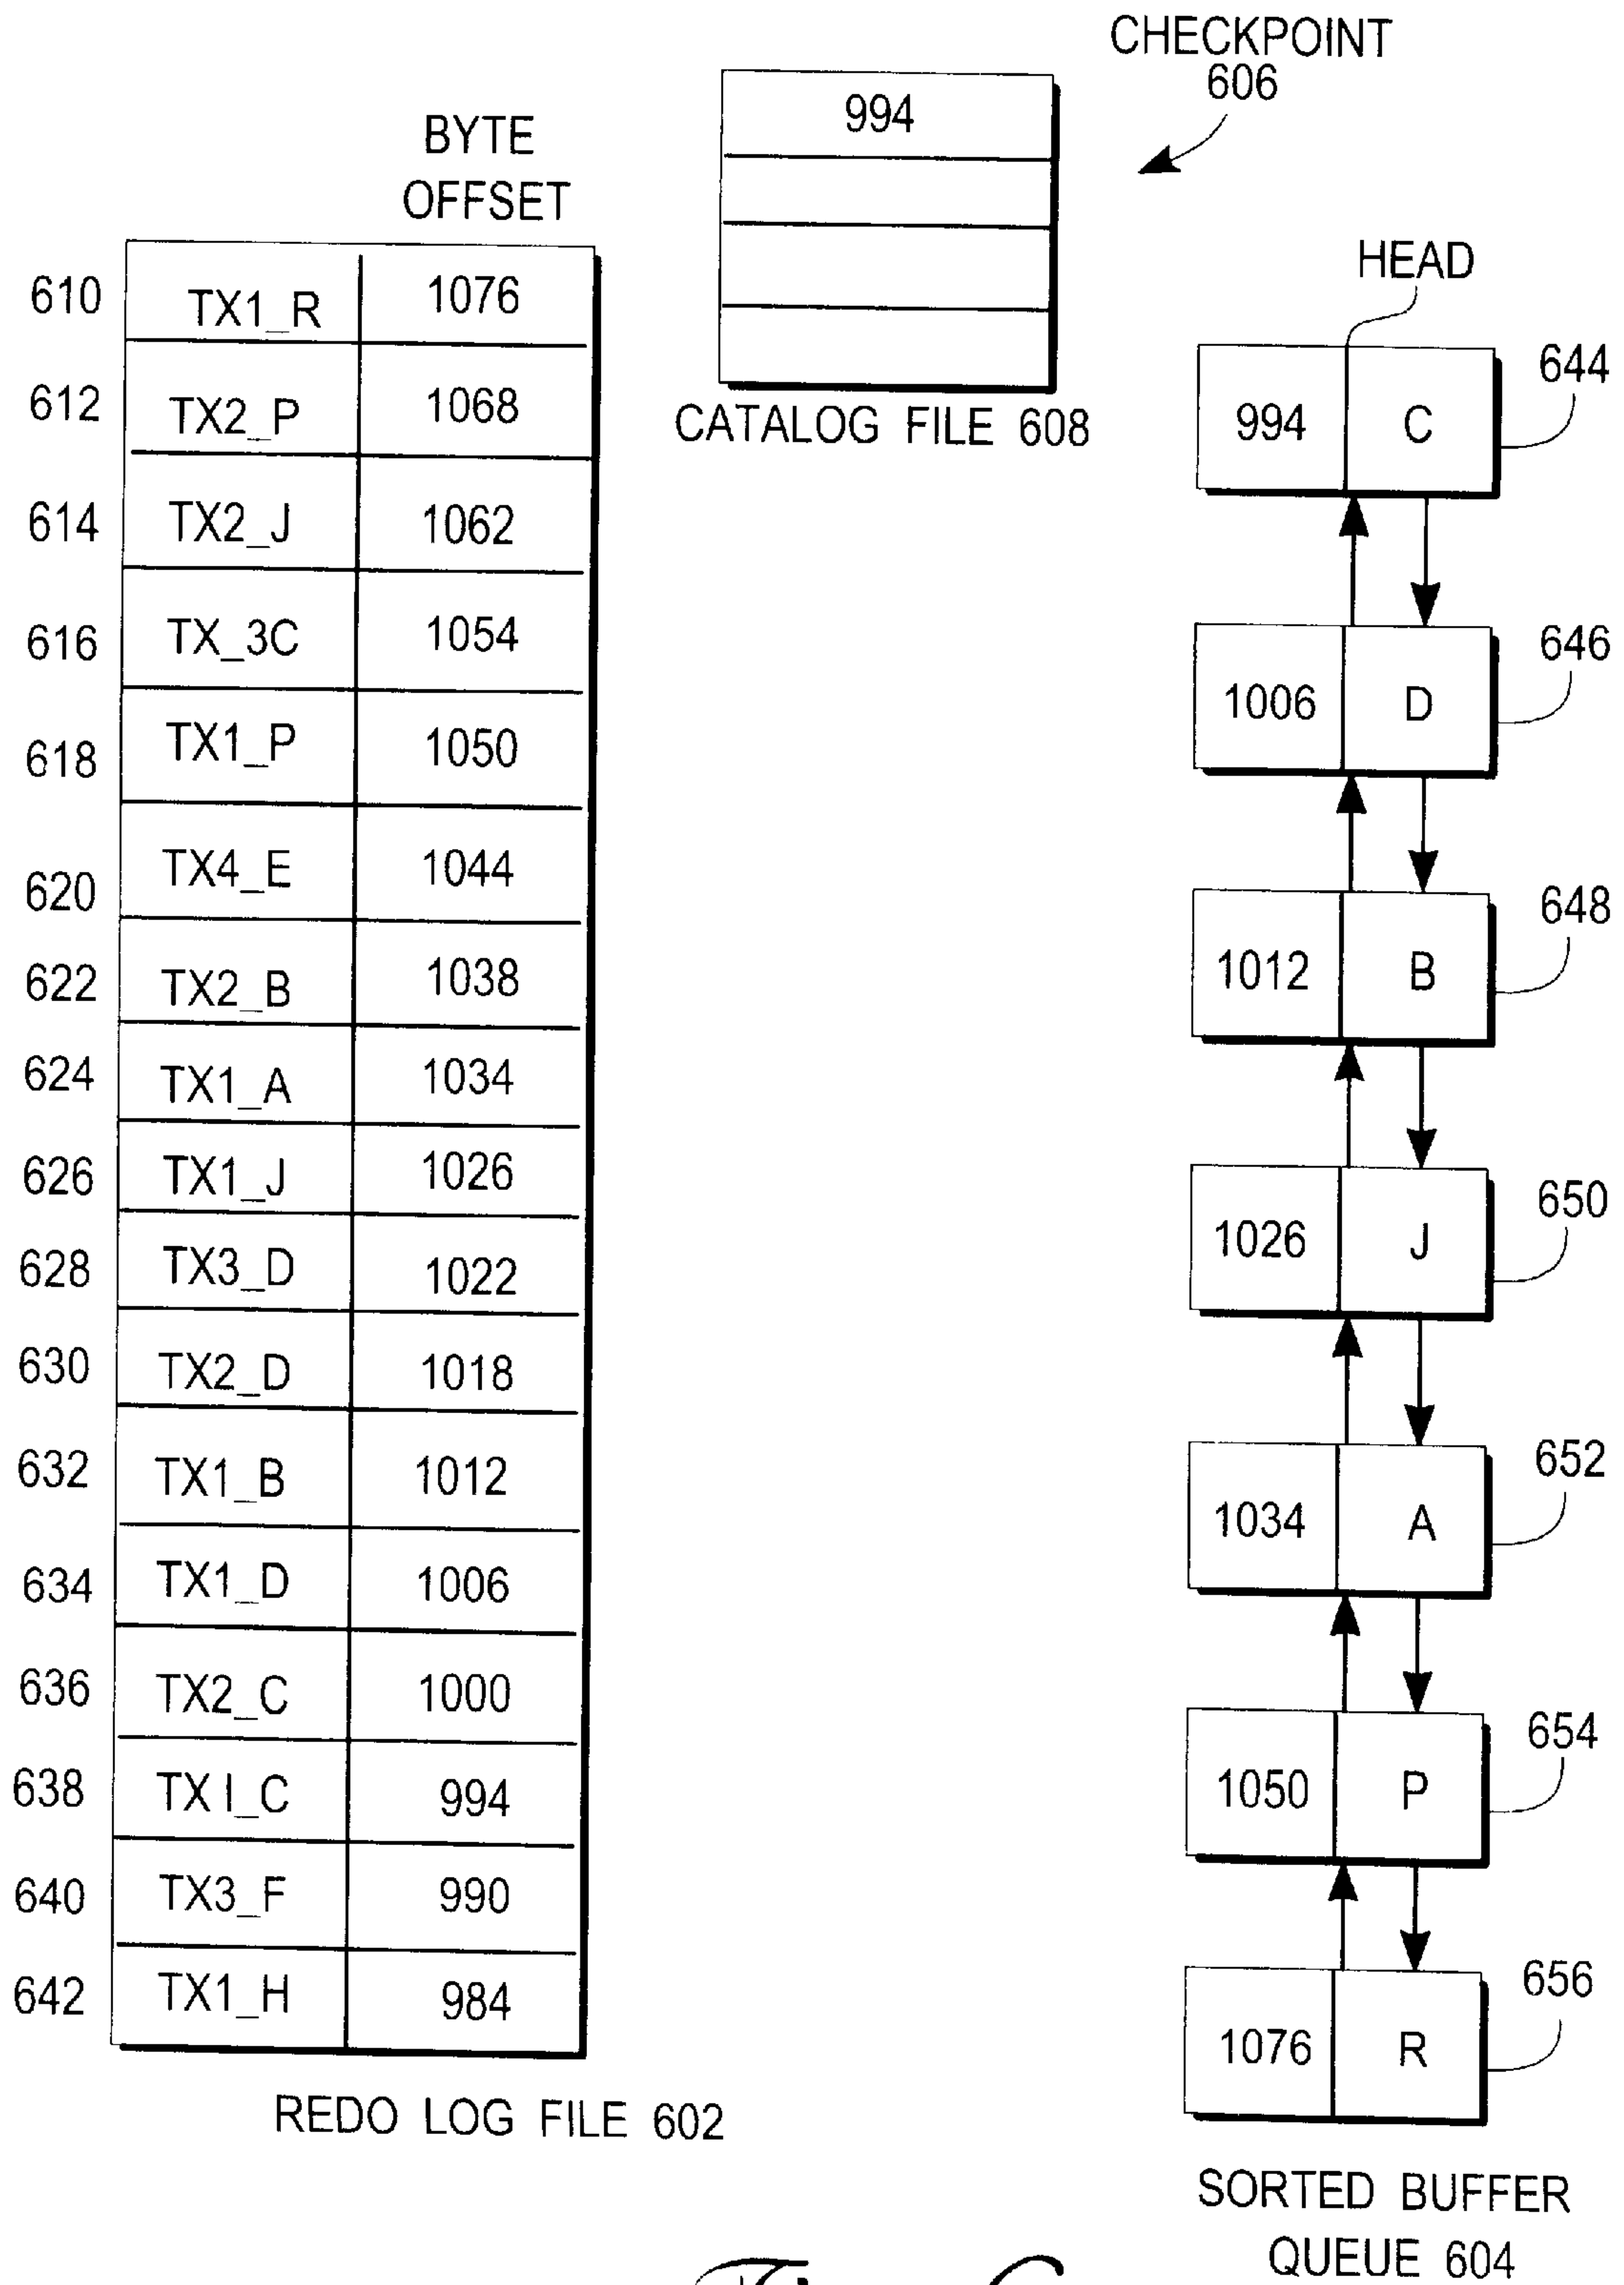 CHECKPOINT
606
994
CATALOG FILE 608
BYTE
OFFSET
610 TX1_R 1076
612 TX2_P 1068
614 TX2_J 1062
616 TX_3C 1054
618 TX1_P 1050
620 TX4_E 1044
622 TX2_B 1038
624 TX1_A 1034
626 TX1_J 1026
628 TX3_D 1022
630 TX2_D 1018
632 TX1_B 1012
634 TX1_D 1006
636 TX2_C 1000
638 TX I_C 994
640 TX3_F 990
642 TX1_H 984
REDO LOG FILE 602
HEAD
994 C 644
1006 D 646
1012 B 648
1026 J 650
1034 A 652
1050 P 654
1076 R 656
SORTED BUFFER
QUEUE 604